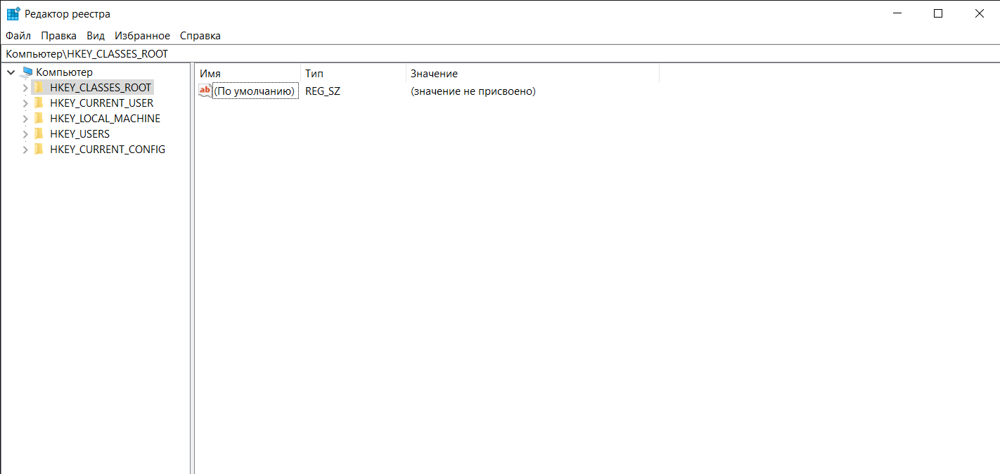 Редактор реестра
Файл Правка Вид Избранное Справка
Компьютер\HKEY_CLASSES_ROOT
Компьютер
HKEY_CLASSES_ROOT
HKEY_CURRENT_USER
HKEY_LOCAL_MACHINE
HKEY_USERS
HKEY_CURRENT_CONFIG
Имя Тип Значение
ab (По умолчанию) REG_SZ (значение не присвоено)